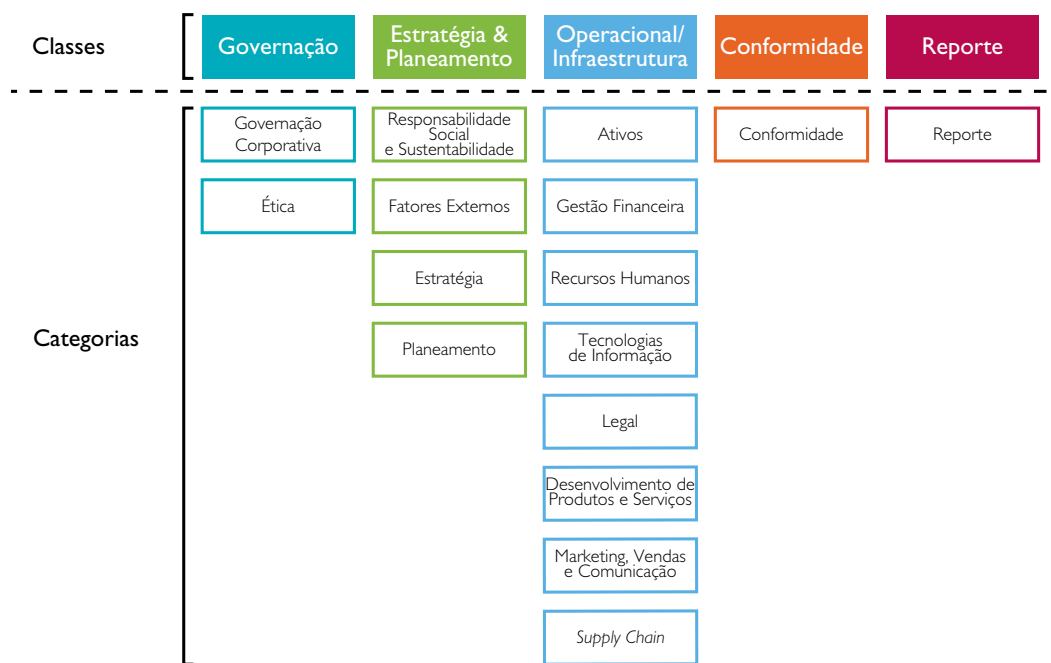 Classes
Governação
Estratégia &
Planeamento
Operacional/
Infraestrutura
Conformidade
Reporte
Categorias
Governação
Corporativa
Ética
Responsabilidade
Social
e Sustentabilidade
Fatores Externos
Estratégia
Planeamento
Ativos
Gestão Financeira
Recursos Humanos
Tecnologias
de Informação
Legal
Desenvolvimento de
Produtos e Serviços
Marketing, Vendas
e Comunicação
Supply Chain
Conformidade
Reporte